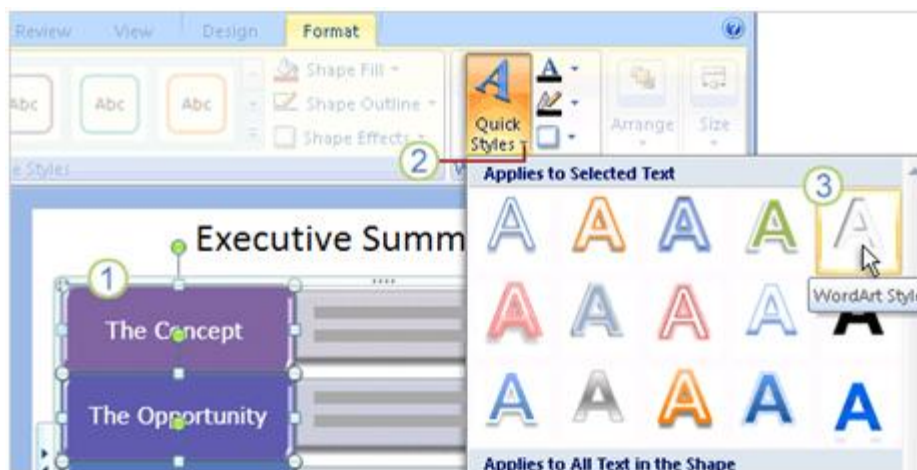 Review View Design Format
Abc Abc Abc
Shape Fill
Shape Outline
Shape Effects
Quick
Styles
Arrange
Size
e Styles
W
2
Applies to Selected Text
3
WordArt Style
Executive Summ
1
The Concept
The Opportunity
Applies to All Text in the Shape